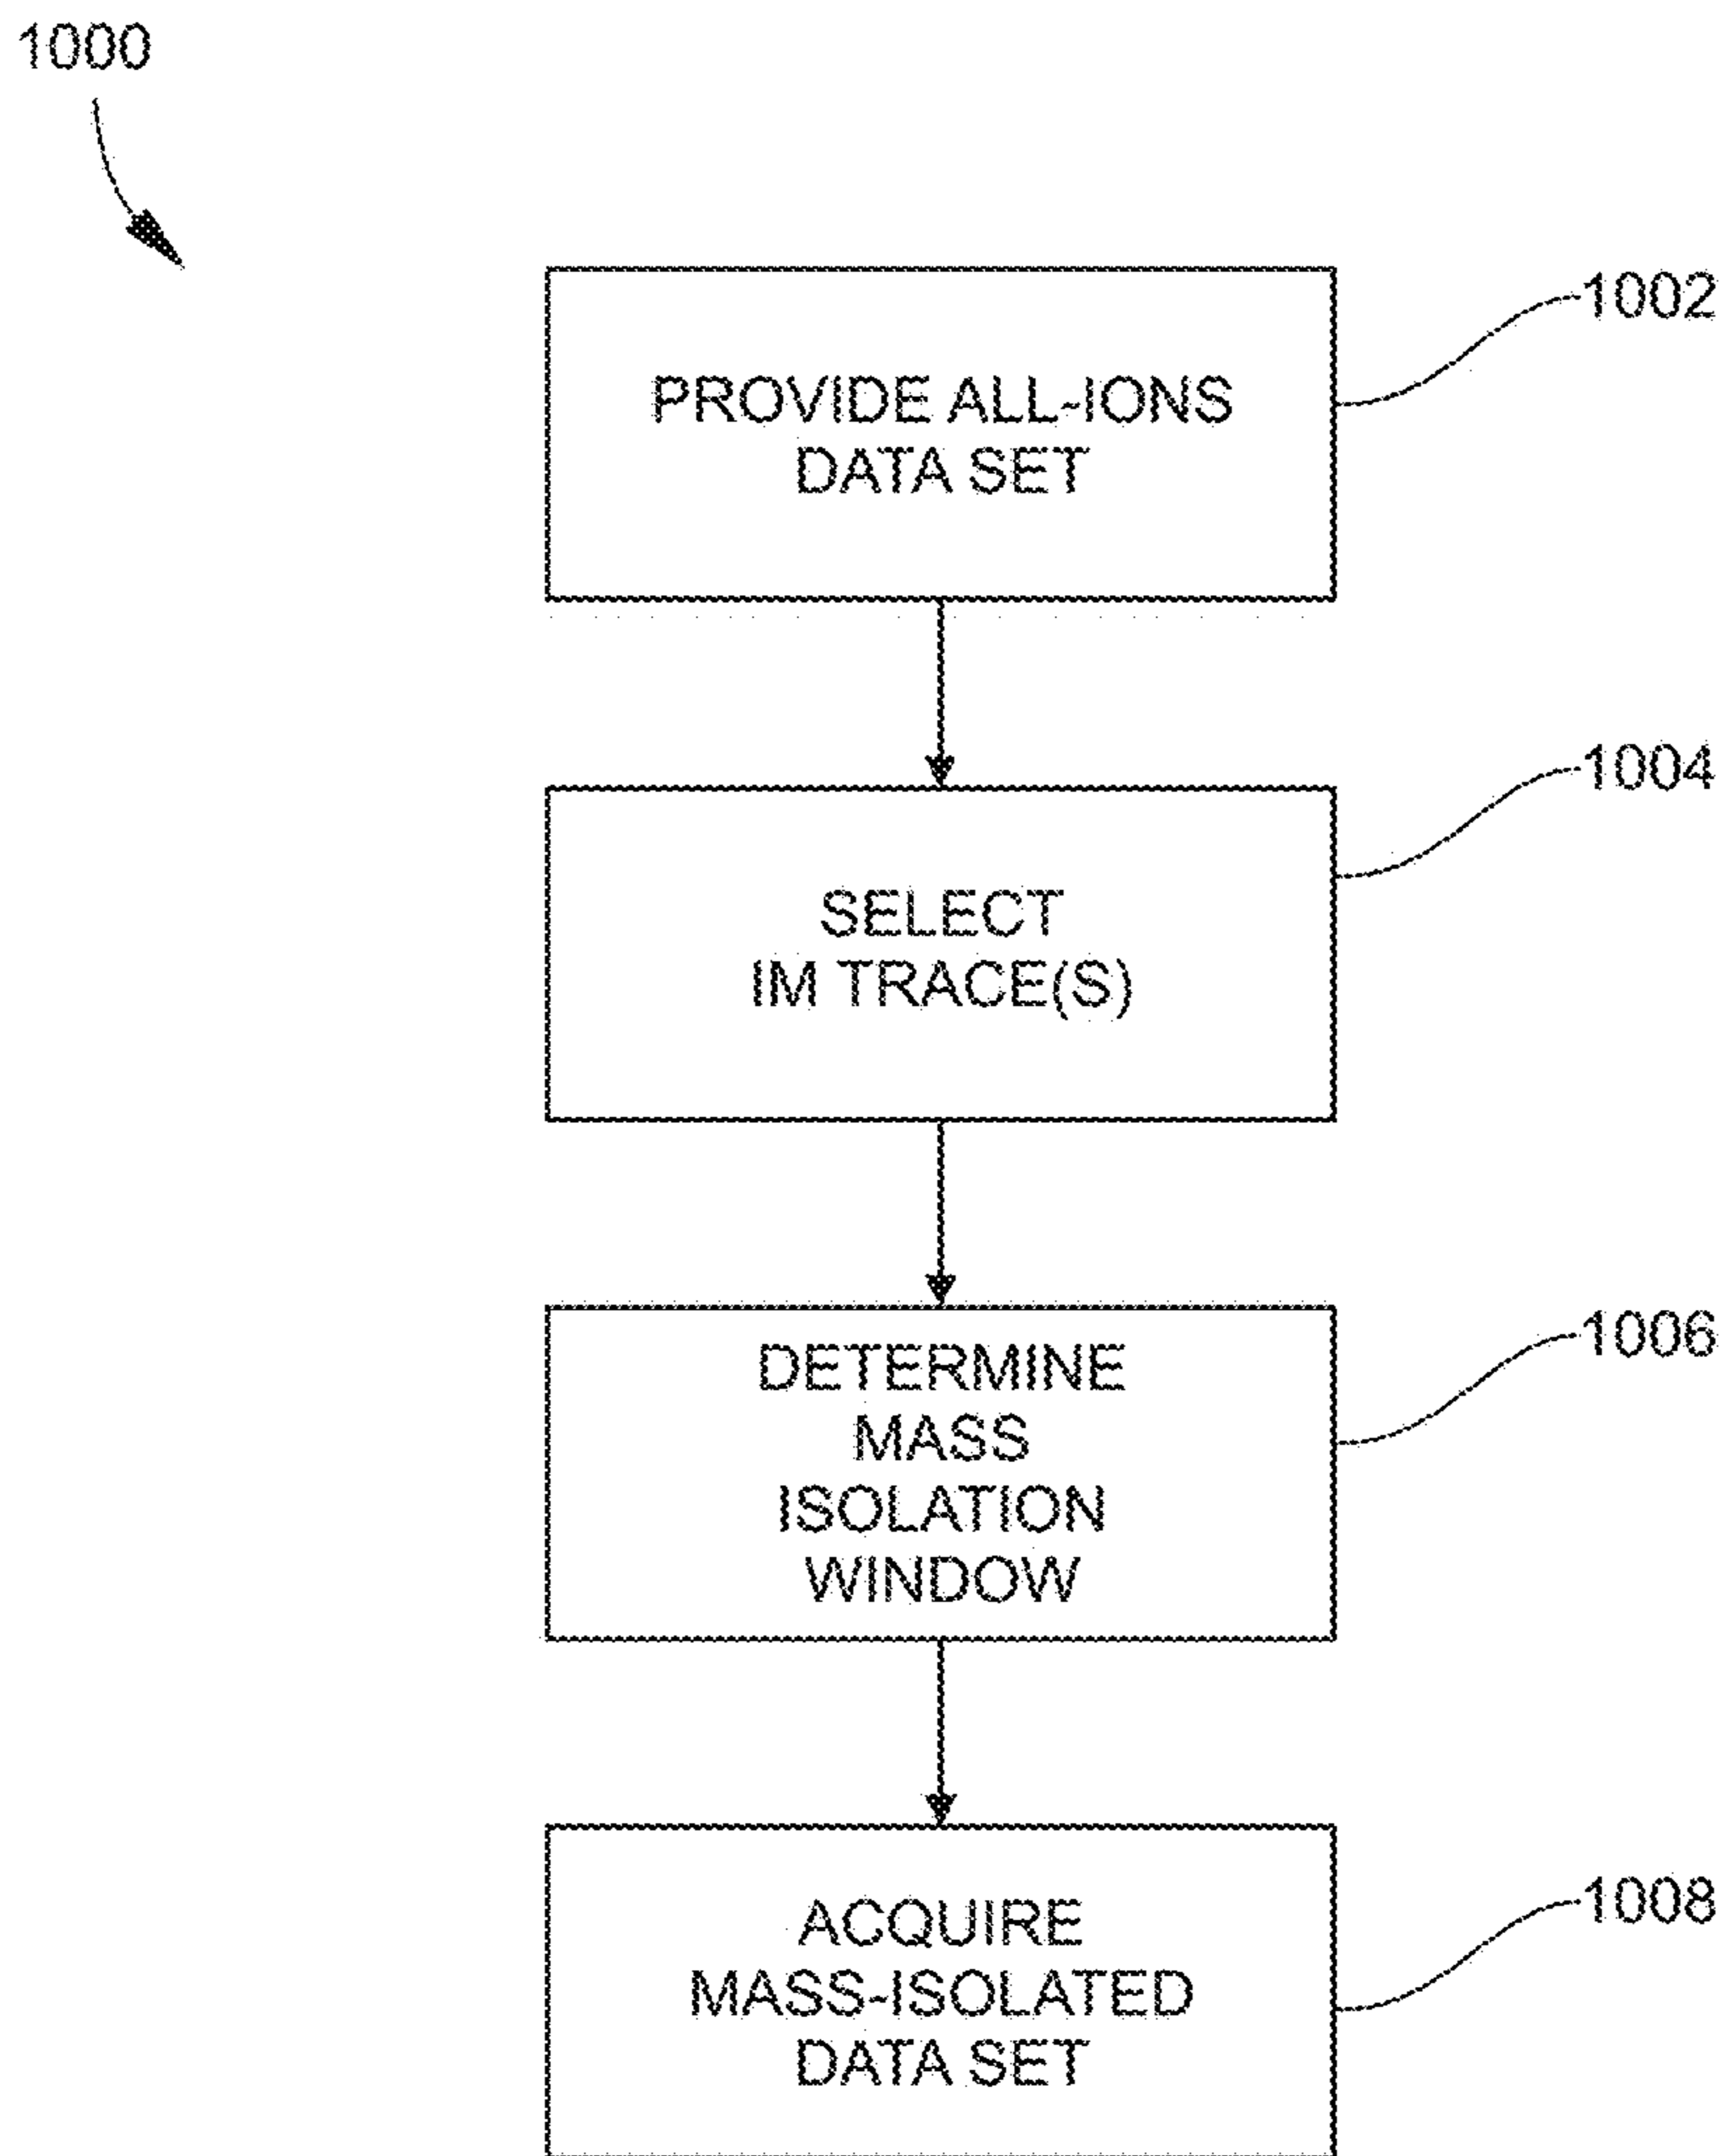 1000
1002
PROVIDE ALL-IONS
DATA SET
1004
SELECT
IM TRACE(S)
1006
DETERMINE
MASS
ISOLATION
WINDOW
1008
ACQUIRE
MASS-ISOLATED
DATA SET